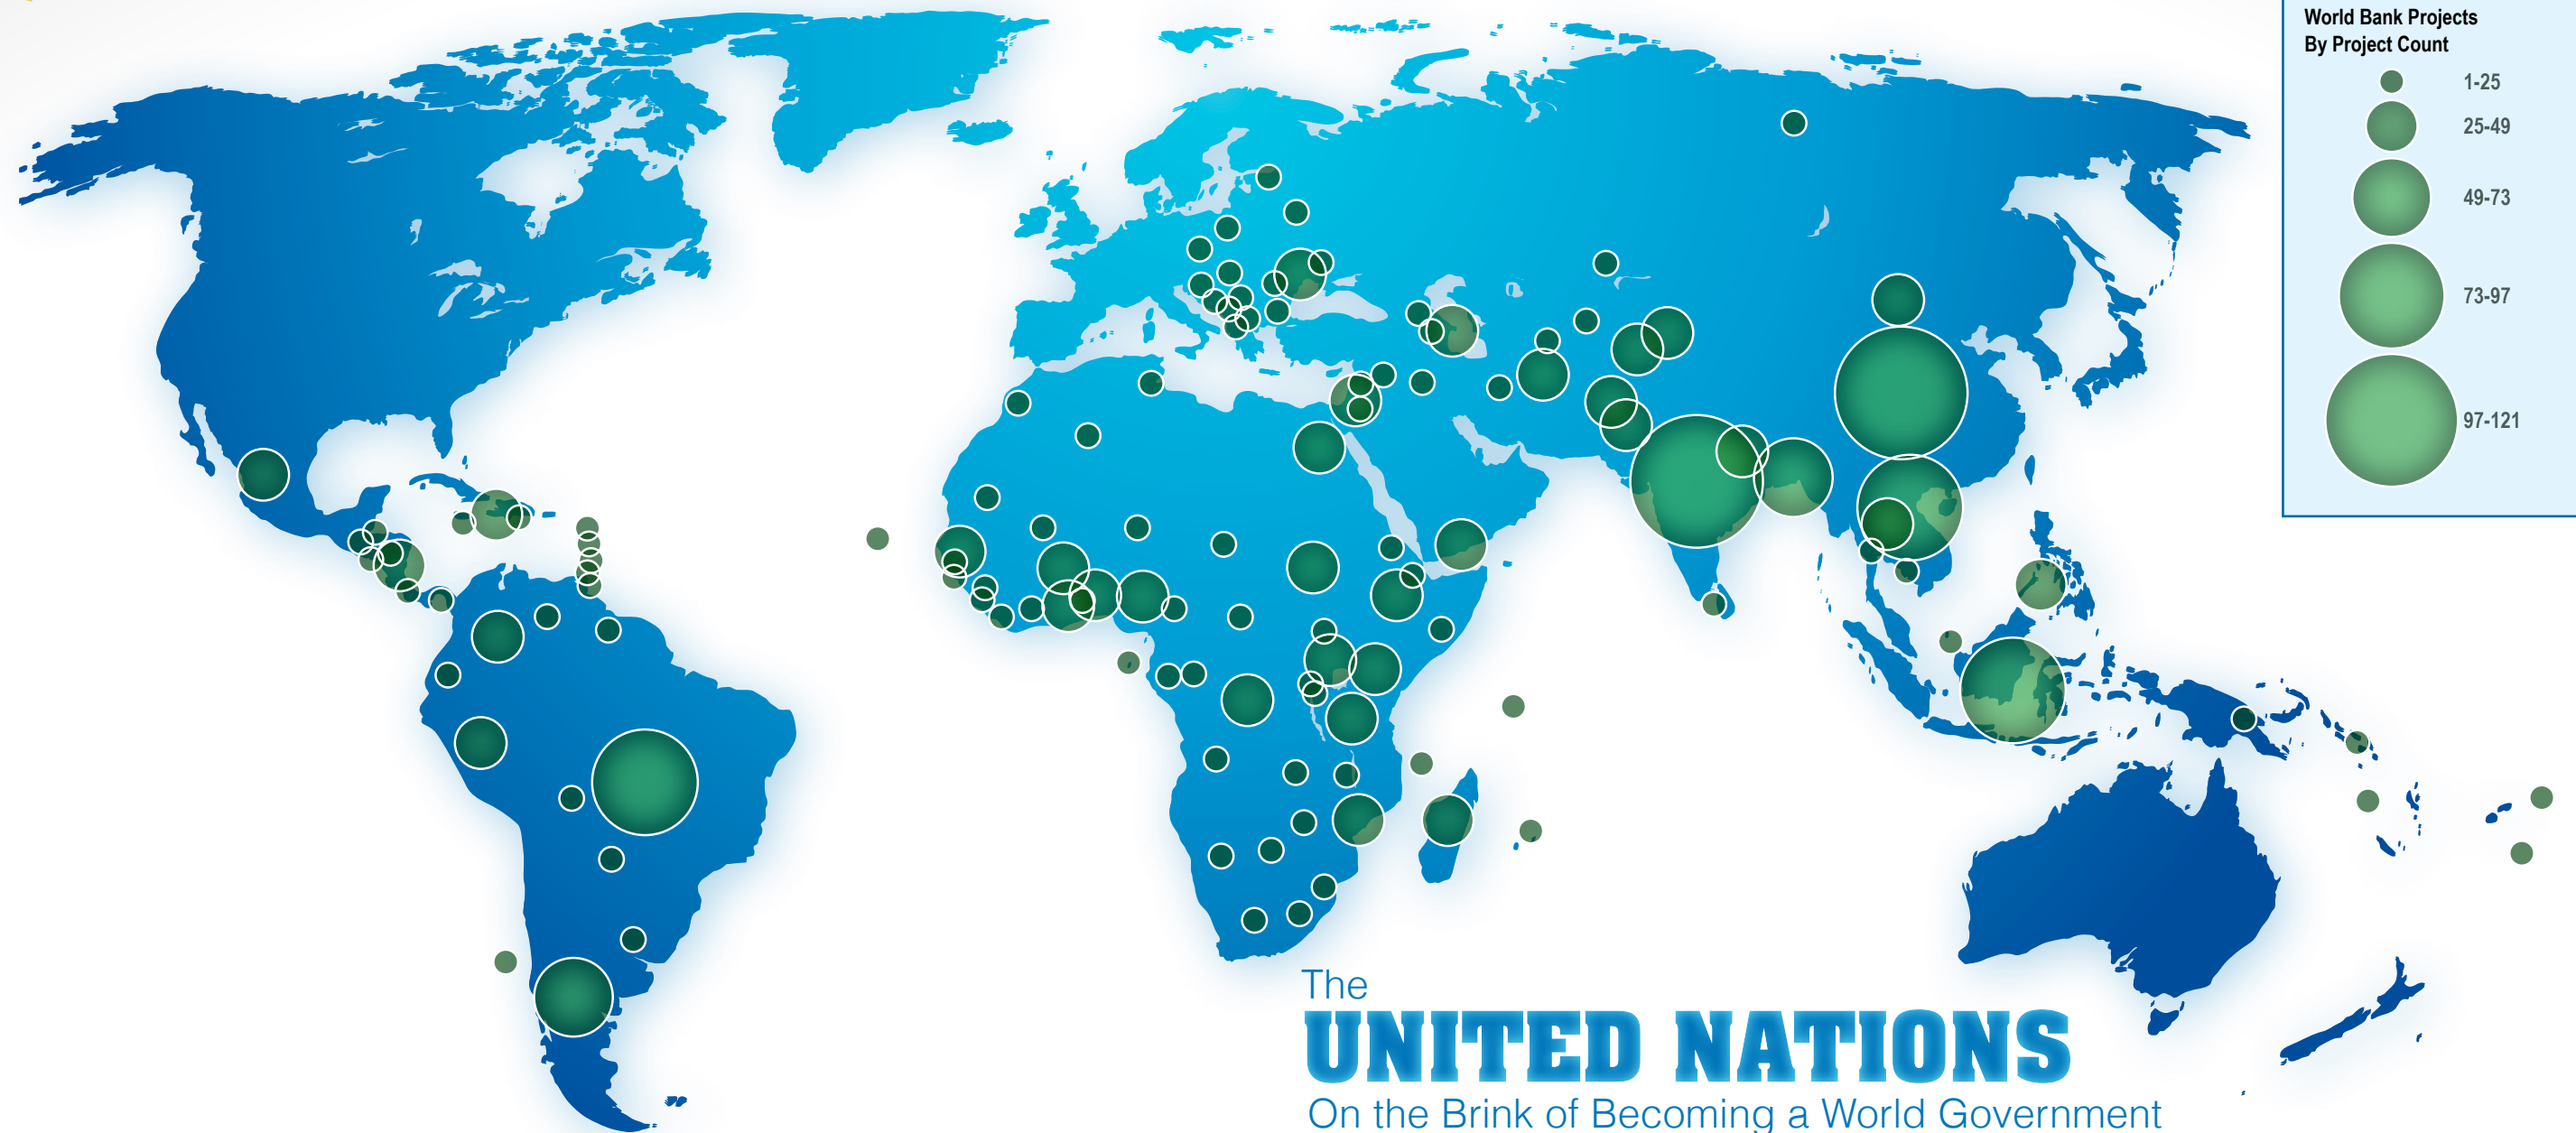 World Bank Projects
By Project Count
1-25
25-49
49-73
73-97
97-121
The
UNITED NATIONS
On the Brink of Becoming a World Government